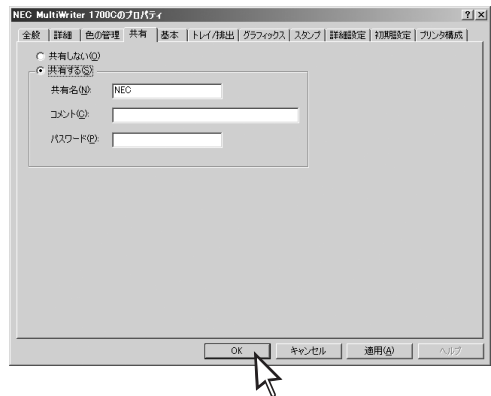 NEC MultiWriter 1700Cのプロパティ
全般 詳細 色の管理 共有 基本 トレイ/排出 グラフィックス スタンプ 詳細設定 初期設定 プリンタ構成
共有しない(O)
共有する(S)
共有名(N): NEC
コメント(C):
パスワード(P):
OK キャンセル 適用(A) ヘルプ